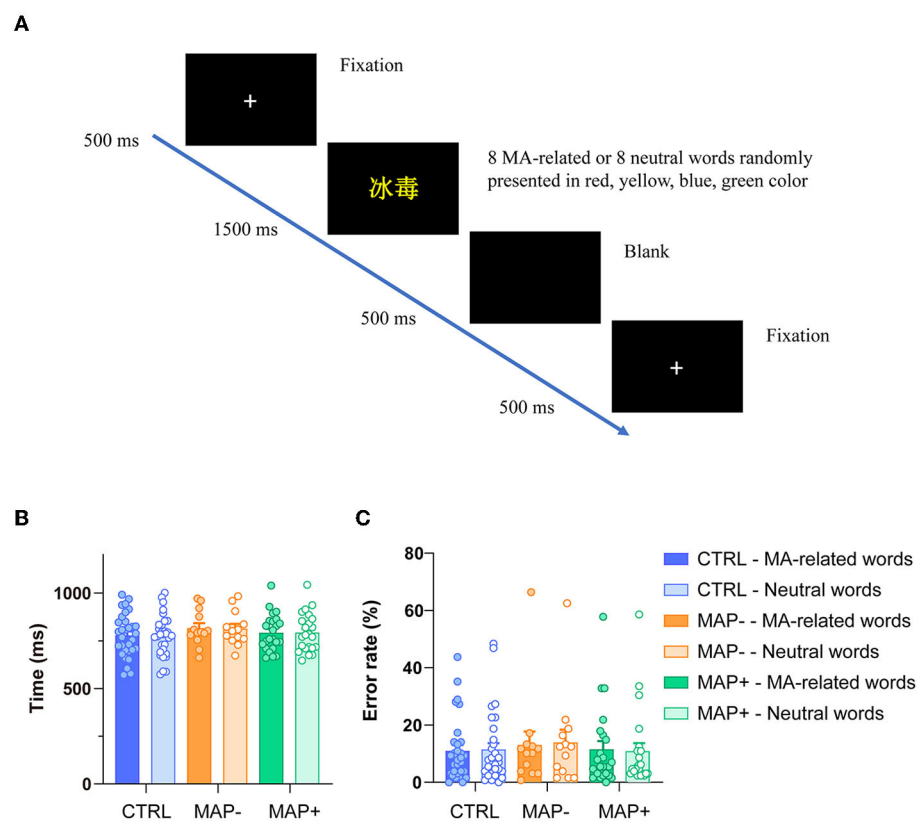 A
Fixation
+
500 ms
冰毒
8 MA-related or 8 neutral words randomly
presented in red, yellow, blue, green color
1500 ms
Blank
500 ms
Fixation
+
500 ms
B
Time (ms)
1000
500
0
CTRL
MAP-
MAP+
C
Error rate (%)
80
60
40
20
0
CTRL
MAP-
MAP+
CTRL - MA-related words
CTRL - Neutral words
MAP- - MA-related words
MAP- - Neutral words
MAP+ - MA-related words
MAP+ - Neutral words